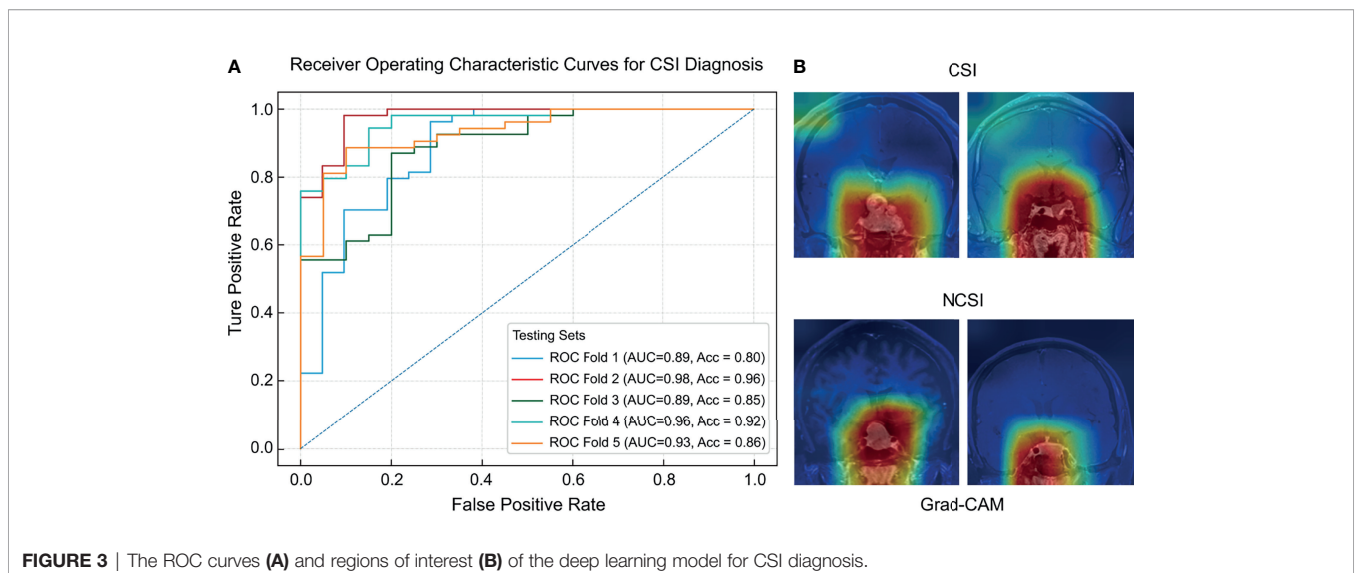 A
Receiver Operating Characteristic Curves for CSI Diagnosis
1.0
0.8
0.6
0.4
0.2
0.0
Ture Positive Rate
Testing Sets
ROC Fold 1 (AUC=0.89, Acc = 0.80)
ROC Fold 2 (AUC=0.98, Acc = 0.96)
ROC Fold 3 (AUC=0.89, Acc = 0.85)
ROC Fold 4 (AUC=0.96, Acc = 0.92)
ROC Fold 5 (AUC=0.93, Acc = 0.86)
0.0 0.2 0.4 0.6 0.8 1.0
False Positive Rate
B
CSI
NCSI
Grad-CAM
FIGURE 3 | The ROC curves (A) and regions of interest (B) of the deep learning model for CSI diagnosis.